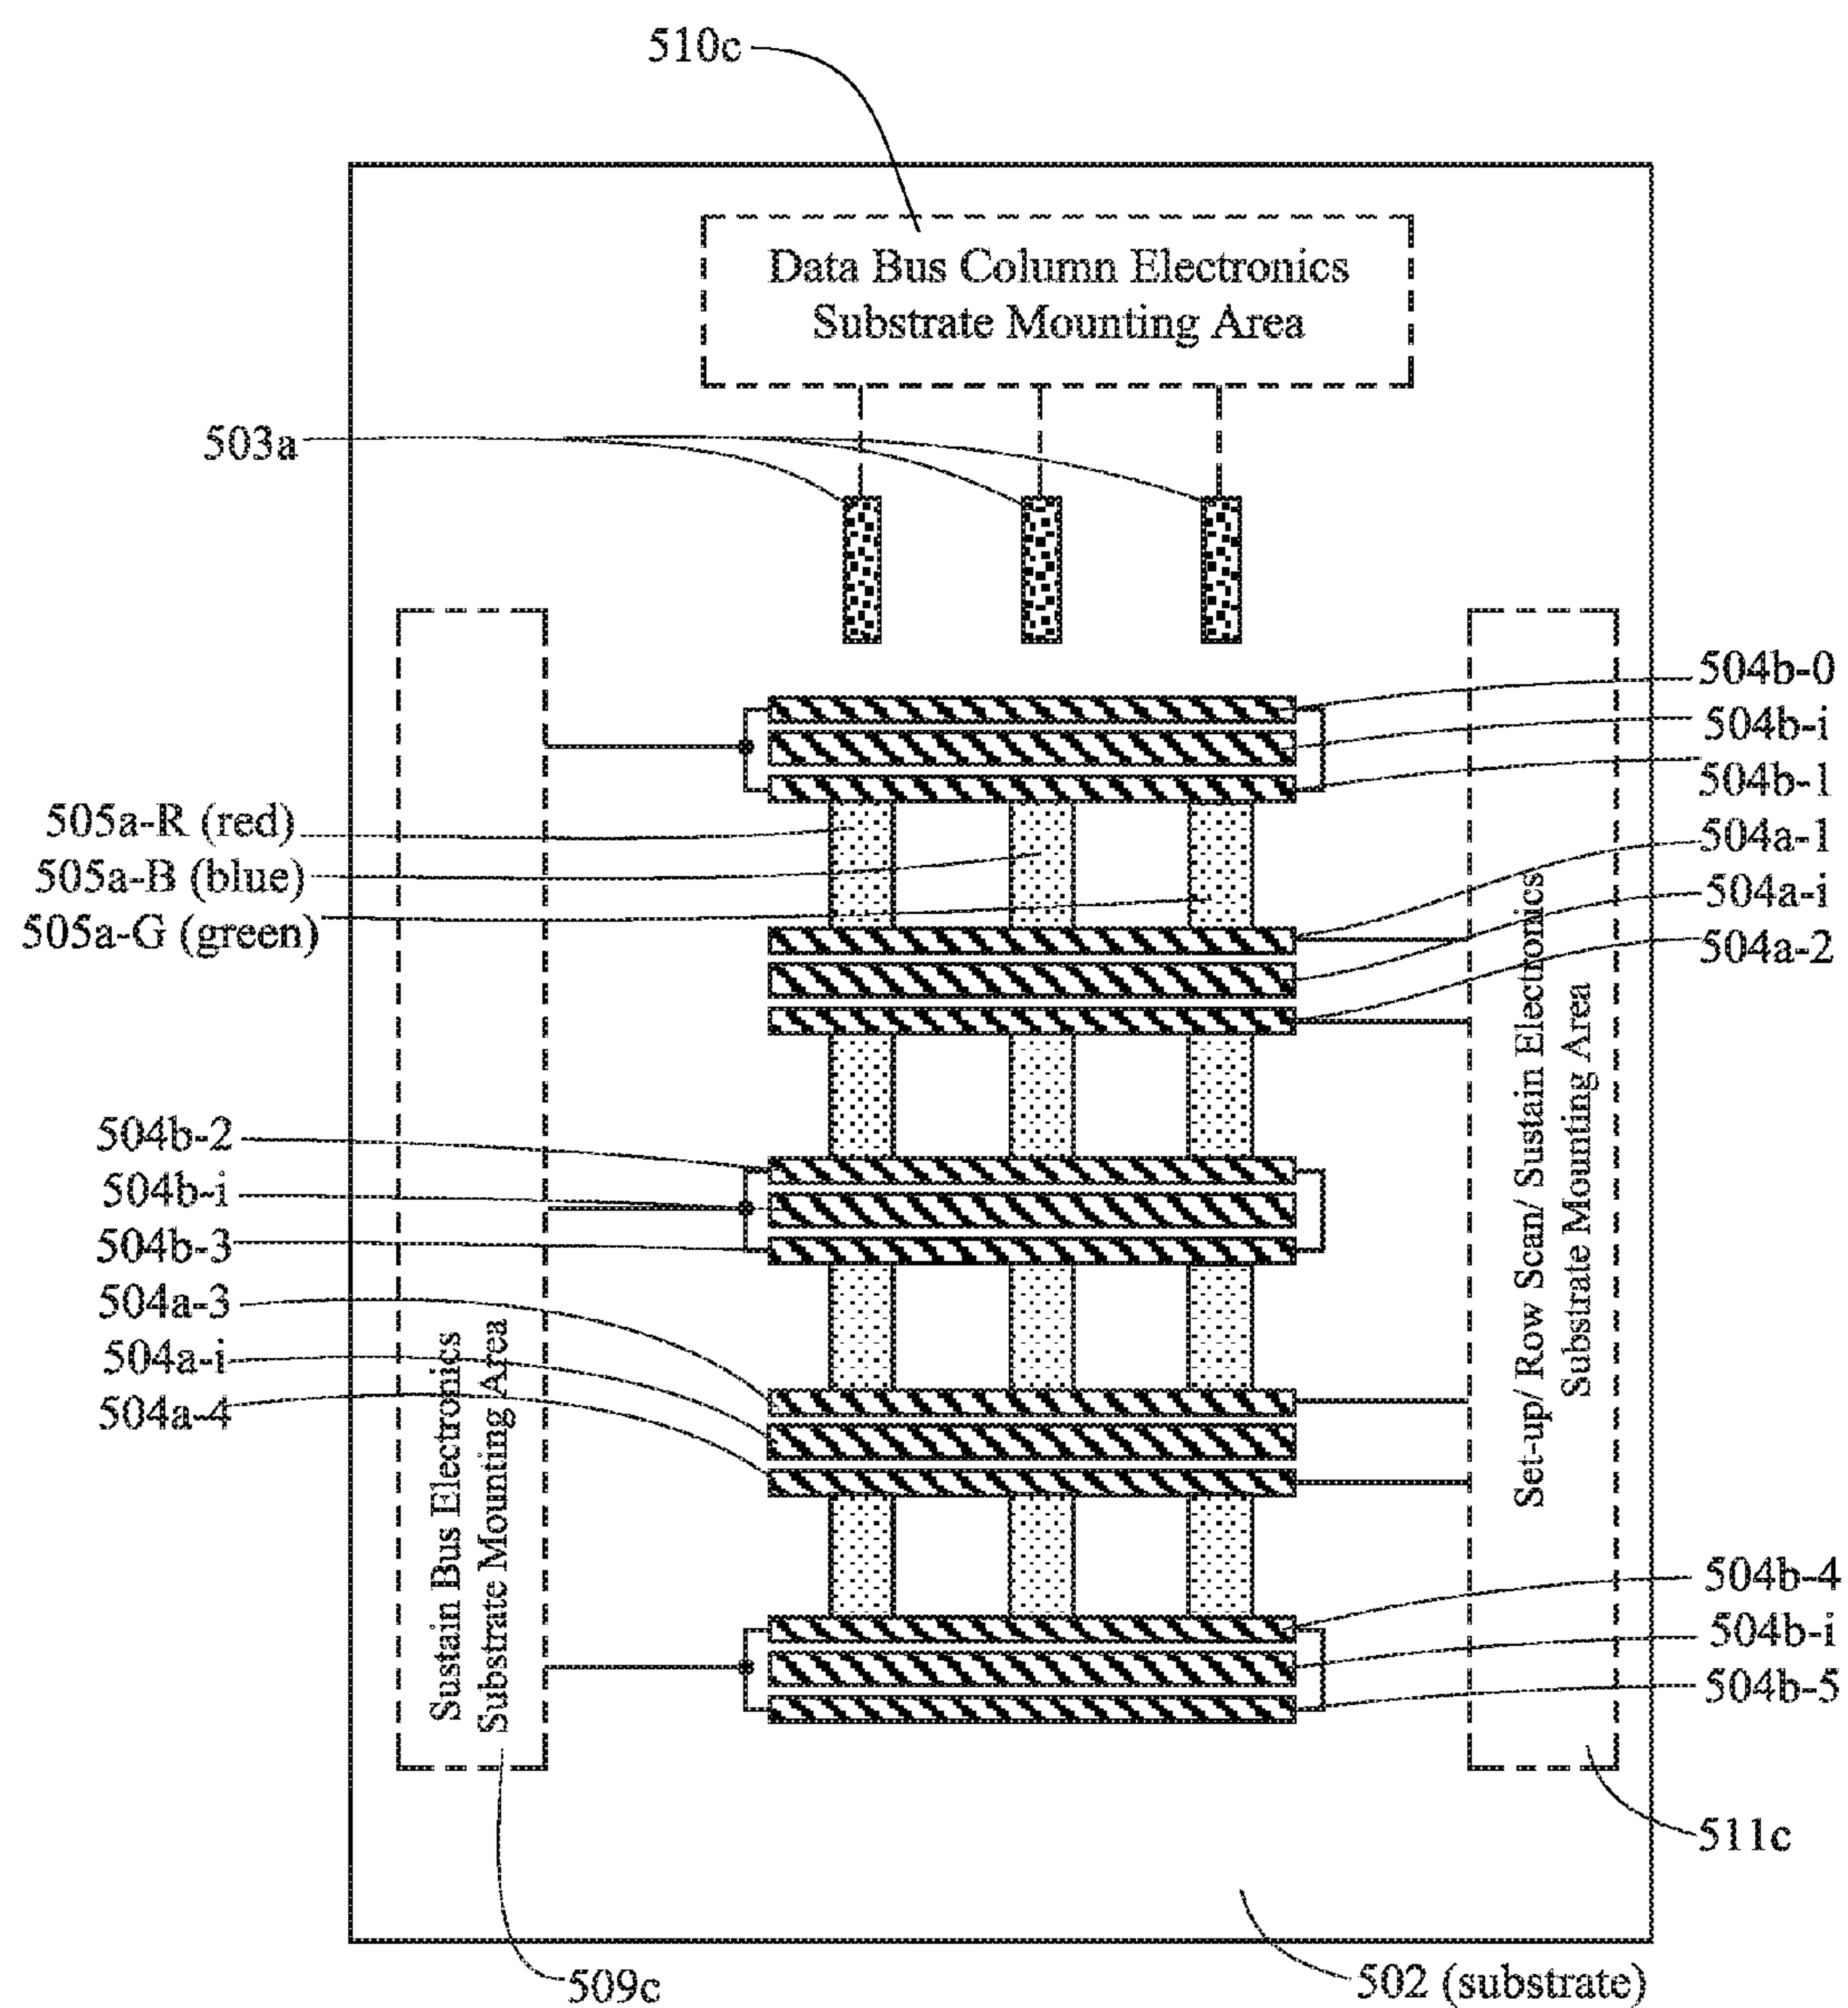 510c
Data Bus Column Electronics
Substrate Mounting Area
503a
504b-0
504b-i
504b-1
504a-1
504a-i
504a-2
505a-R (red)
505a-B (blue)
505a-G (green)
504b-2
504b-i
504b-3
504a-3
504a-i
504a-4
Sustain Bus Electronics
Substrate Mounting Area
Set-up/ Row Scan/ Sustain Electronics
Substrate Mounting Area
504b-4
504b-i
504b-5
511c
509c
502 (substrate)